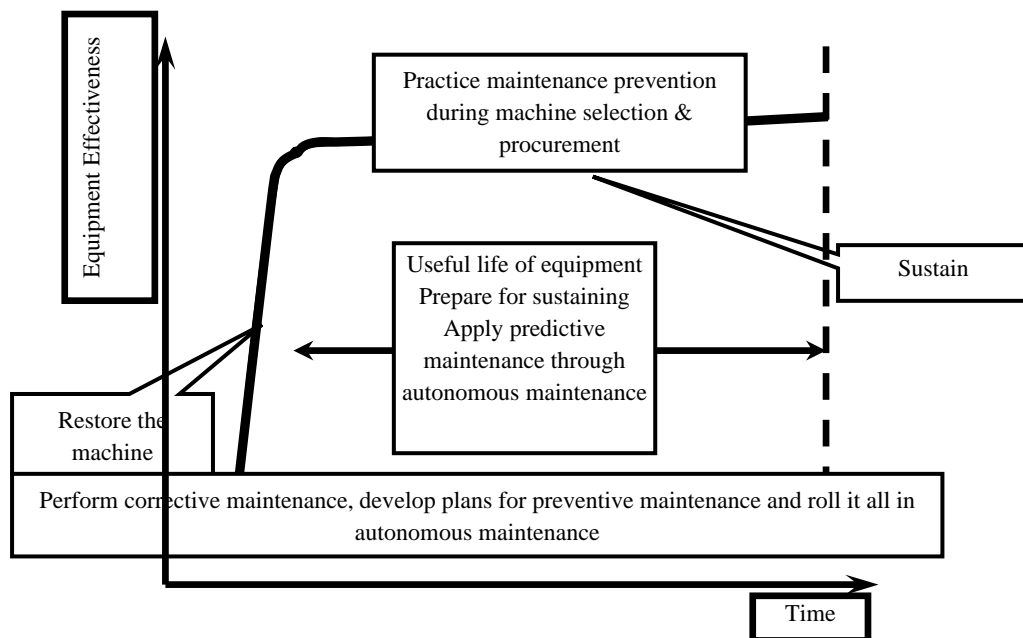 Equipment Effectiveness
Practice maintenance prevention
during machine selection &
procurement
Useful life of equipment
Prepare for sustaining
Apply predictive
maintenance through
autonomous maintenance
Sustain
Restore the
machine
Perform corrective maintenance, develop plans for preventive maintenance and roll it all in
autonomous maintenance
Time